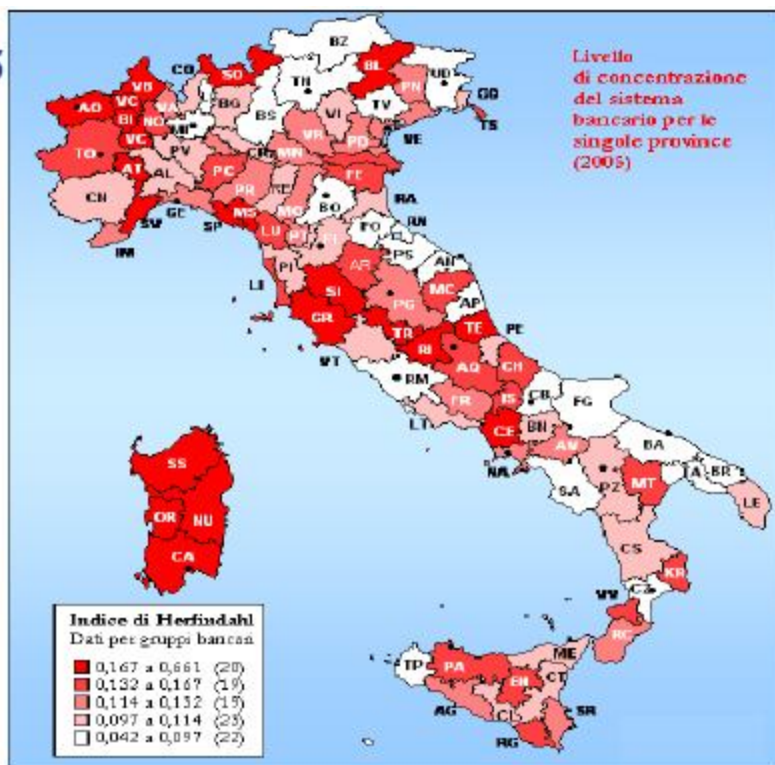 Livello
di concentrazione
del sistema
bancario per le
singole province
(2005)
BZ
CO
SO
BL
TN
UD
VB
PN
GO
AO
VC
VA
BG
TV
TS
BI
NO
MI
BS
VI
VE
VC
VR
PD
TO
PV
MN
AT
AL
PC
FE
CN
PR
RE
RA
GE
MO
BO
RN
SV
SP
MS
FO
IM
LU
PT
FI
PS
AN
PI
AR
MC
LI
SI
PG
AP
GR
TR
TE
PE
VT
RI
AQ
CH
RM
FR
IS
CB
FG
LT
CE
BN
BA
NA
AV
SA
PZ
MT
TA
BR
LE
SS
OR
NU
CS
CA
KR
CZ
VV
RC
ME
TP
PA
CT
EN
AG
CL
SR
RG
Indice di Herfindahl
Dati per gruppi bancari
0,167 a 0,661 (20)
0,132 a 0,167 (19)
0,114 a 0,132 (19)
0,097 a 0,114 (23)
0,042 a 0,097 (22)